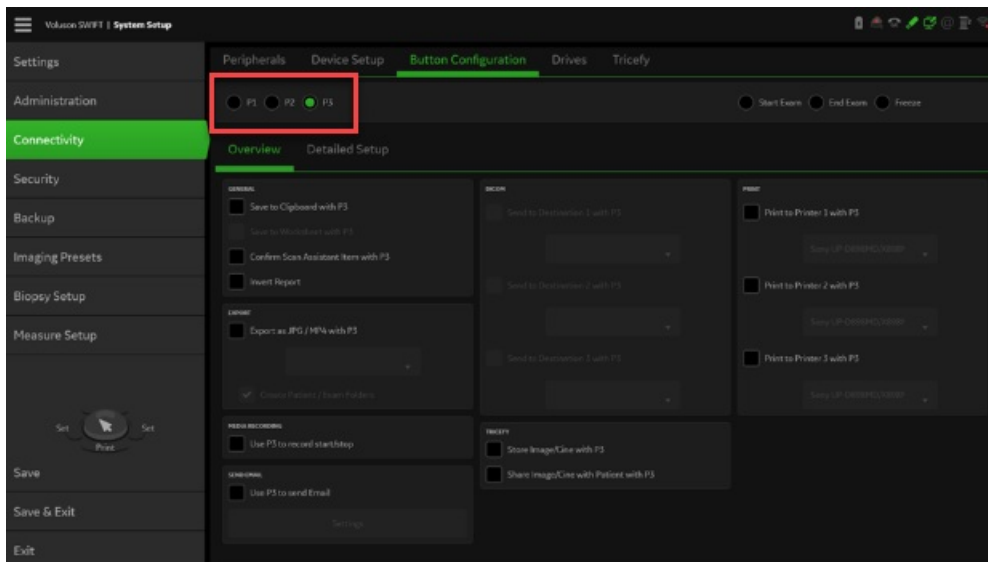 Voluson SWIFT | System Setup
Settings
Administration
Connectivity
Security
Backup
Imaging Presets
Biopsy Setup
Measure Setup
Set
Set
Print
Save
Save & Exit
Exit
Peripherals Device Setup Button Configuration Drives Tricefy
P1 P2 P3
Start Exam End Exam Freeze
Overview Detailed Setup
GENERAL
Save to Clipboard with P3
Save to Worksheet with P3
Confirm Scan Assistant Item with P3
Invert Report
EXPORT
Export as JPG / MP4 with P3
Create Patient / Exam Folders
MEDIA RECORDING
Use P3 to record start/stop
SEND EMAIL
Use P3 to send Email
Settings
DICOM
Send to Destination 1 with P3
Send to Destination 2 with P3
Send to Destination 3 with P3
TRICEFY
Store Image/Cine with P3
Share Image/Cine with Patient with P3
PRINT
Print to Printer 1 with P3
Sony
Print to Printer 2 with P3
Sony
Print to Printer 3 with P3
Sony